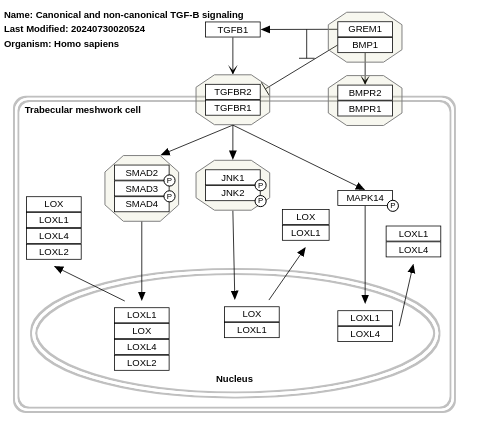 Name: Canonical and non-canonical TGF-B signaling
Last Modified: 20240730020524
Organism: Homo sapiens
TGFB1
GREM1
BMP1
TGFBR2
TGFBR1
BMPR2
BMPR1
Trabecular meshwork cell
SMAD2
P
SMAD3
P
SMAD4
JNK1
P
JNK2
P
MAPK14
P
LOX
LOXL1
LOXL4
LOXL2
LOX
LOXL1
LOXL1
LOXL4
LOXL1
LOX
LOXL4
LOXL2
LOX
LOXL1
LOXL1
LOXL4
Nucleus